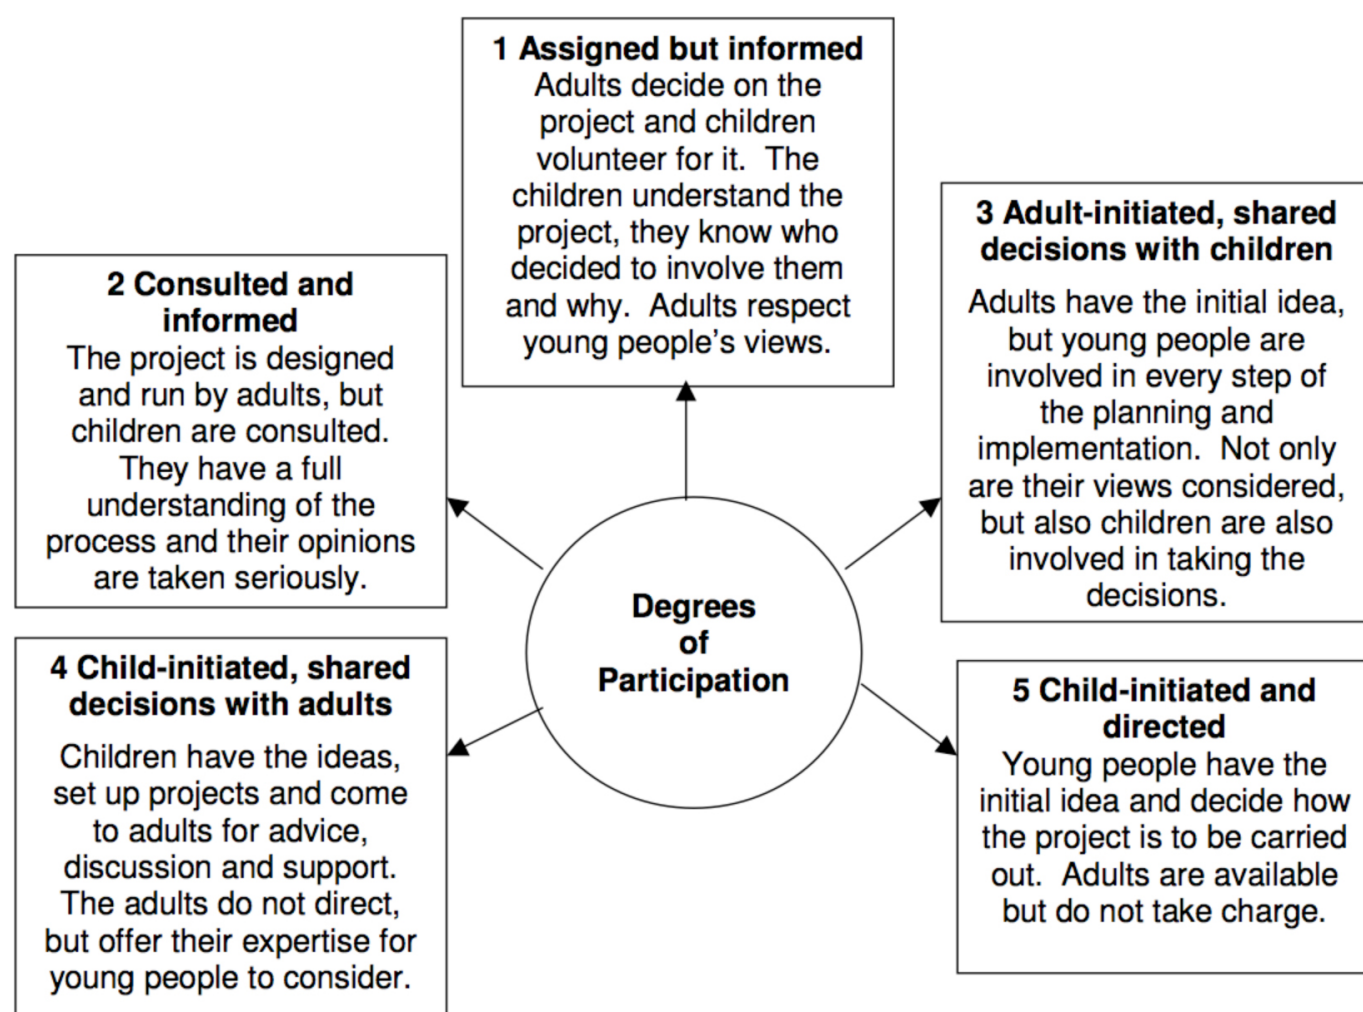 1 Assigned but informed
Adults decide on the
project and children
volunteer for it.  The
children understand the
project, they know who
decided to involve them
and why.  Adults respect
young people’s views.
2 Consulted and
informed
The project is designed
and run by adults, but
children are consulted.
They have a full
understanding of the
process and their opinions
are taken seriously.
3 Adult-initiated, shared
decisions with children
Adults have the initial idea,
but young people are
involved in every step of
the planning and
implementation.  Not only
are their views considered,
but also children are also
involved in taking the
decisions.
Degrees
of
Participation
4 Child-initiated, shared
decisions with adults
Children have the ideas,
set up projects and come
to adults for advice,
discussion and support.
The adults do not direct,
but offer their expertise for
young people to consider.
5 Child-initiated and
directed
Young people have the
initial idea and decide how
the project is to be carried
out.  Adults are available
but do not take charge.